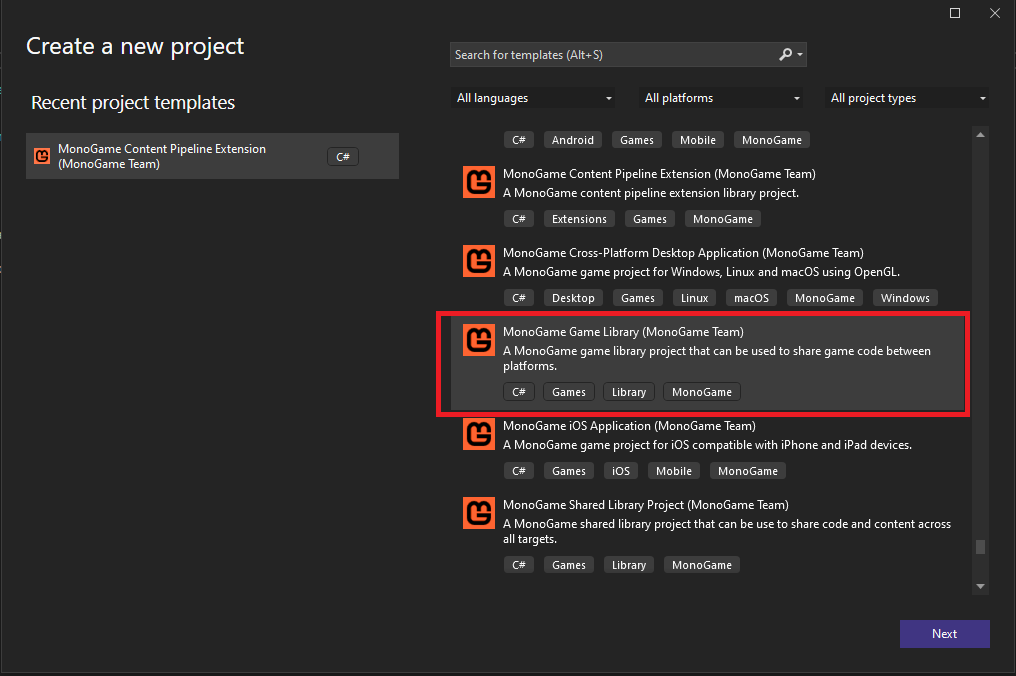 Create a new project
Recent project templates
MonoGame Content Pipeline Extension
(MonoGame Team)
C#
Search for templates (Alt+S)
All languages
All platforms
All project types
C# Android Games Mobile MonoGame
MonoGame Content Pipeline Extension (MonoGame Team)
A MonoGame content pipeline extension library project.
C# Extensions Games MonoGame
MonoGame Cross-Platform Desktop Application (MonoGame Team)
A MonoGame game project for Windows, Linux and macOS using OpenGL.
C# Desktop Games Linux macOS MonoGame Windows
MonoGame Game Library (MonoGame Team)
A MonoGame game library project that can be used to share game code between
platforms.
C# Games Library MonoGame
MonoGame iOS Application (MonoGame Team)
A MonoGame game project for iOS compatible with iPhone and iPad devices.
C# Games iOS Mobile MonoGame
MonoGame Shared Library Project (MonoGame Team)
A MonoGame shared library project that can be use to share code and content across
all targets.
C# Games Library MonoGame
Next